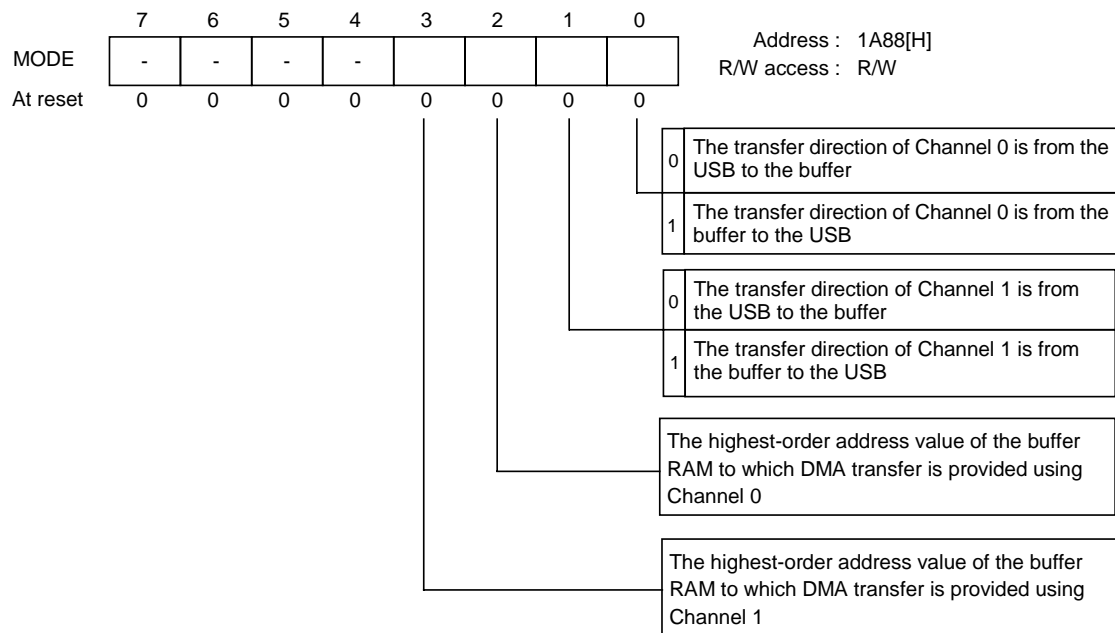 7 6 5 4 3 2 1 0
Address : 1A88[H]
MODE - - - -
R/W access : R/W
At reset 0 0 0 0 0 0 0 0
0 The transfer direction of Channel 0 is from the
USB to the buffer
1 The transfer direction of Channel 0 is from the
buffer to the USB
0 The transfer direction of Channel 1 is from
the USB to the buffer
1 The transfer direction of Channel 1 is from
the buffer to the USB
The highest-order address value of the buffer
RAM to which DMA transfer is provided using
Channel 0
The highest-order address value of the buffer
RAM to which DMA transfer is provided using
Channel 1